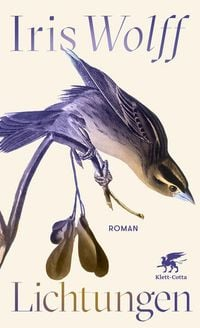 Iris Wolff
ROMAN
Klett-Cotta
Lichtungen